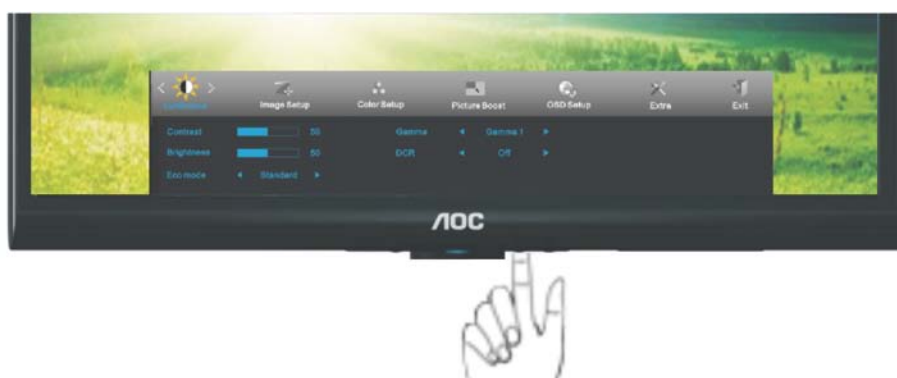 Luminance Image Setup Color Setup Picture Boost OSD Setup Extra Exit
Contrast 50 Gamma Gamma 1
Brightness 50 DCR Off
Eco mode Standard
AOC